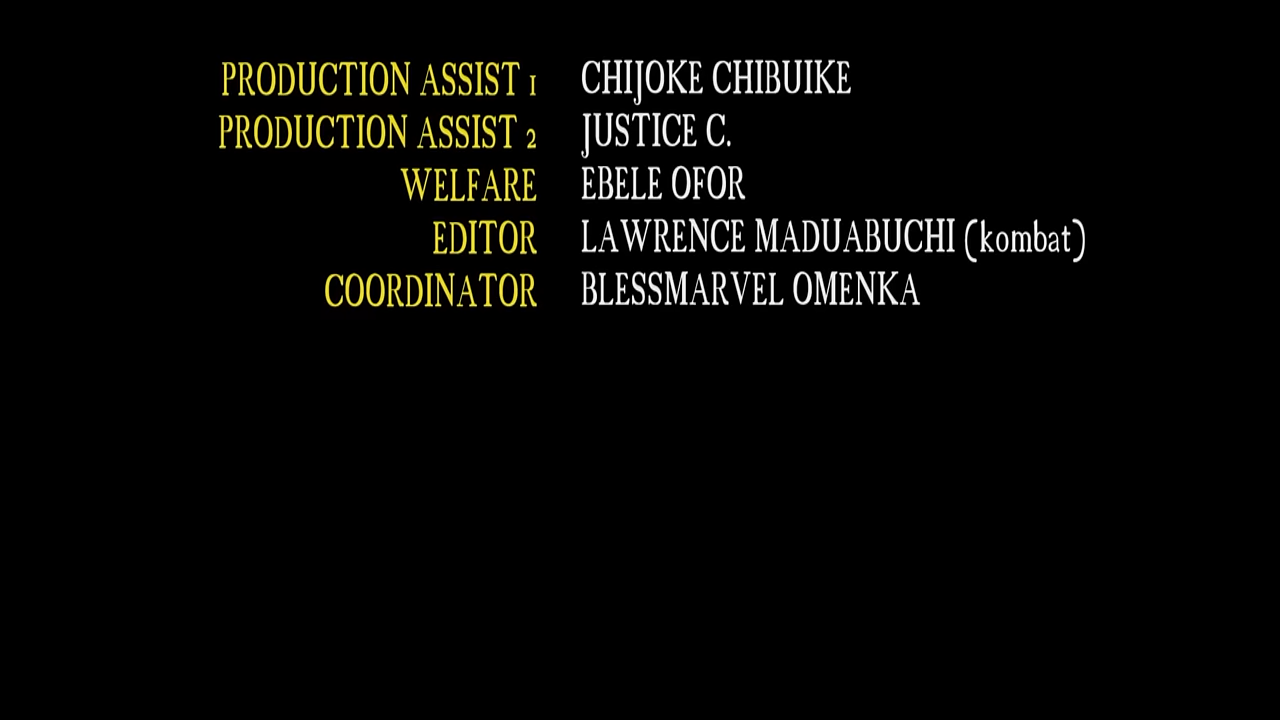 PRODUCTION ASSIST 1 CHIJOKE CHIBUIKE
PRODUCTION ASSIST 2 JUSTICE C.
WELFARE EBELE OFOR
EDITOR LAWRENCE MADUABUCHI (kombat)
COORDINATOR BLESSMARVEL OMENKA